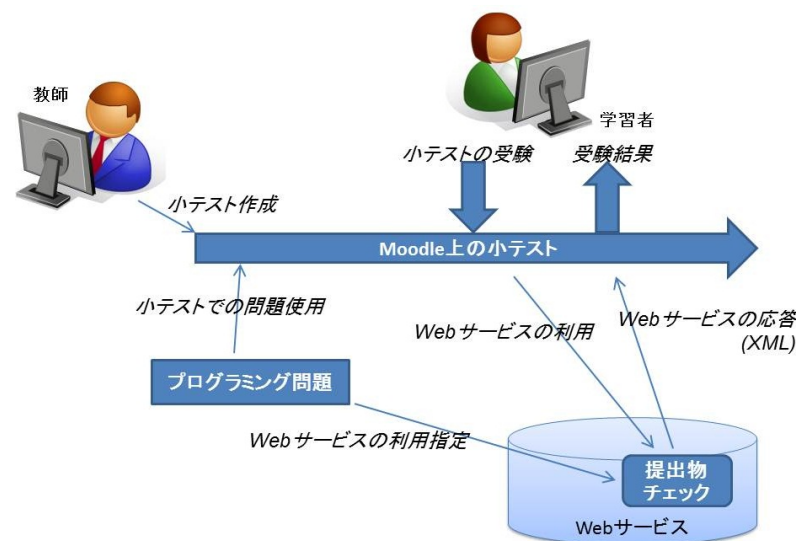 教師
学習者
小テストの受験
受験結果
小テスト作成
Moodle上の小テスト
小テストでの問題使用
Webサービスの利用
Webサービスの応答
(XML)
プログラミング問題
Webサービスの利用指定
提出物
チェック
Webサービス